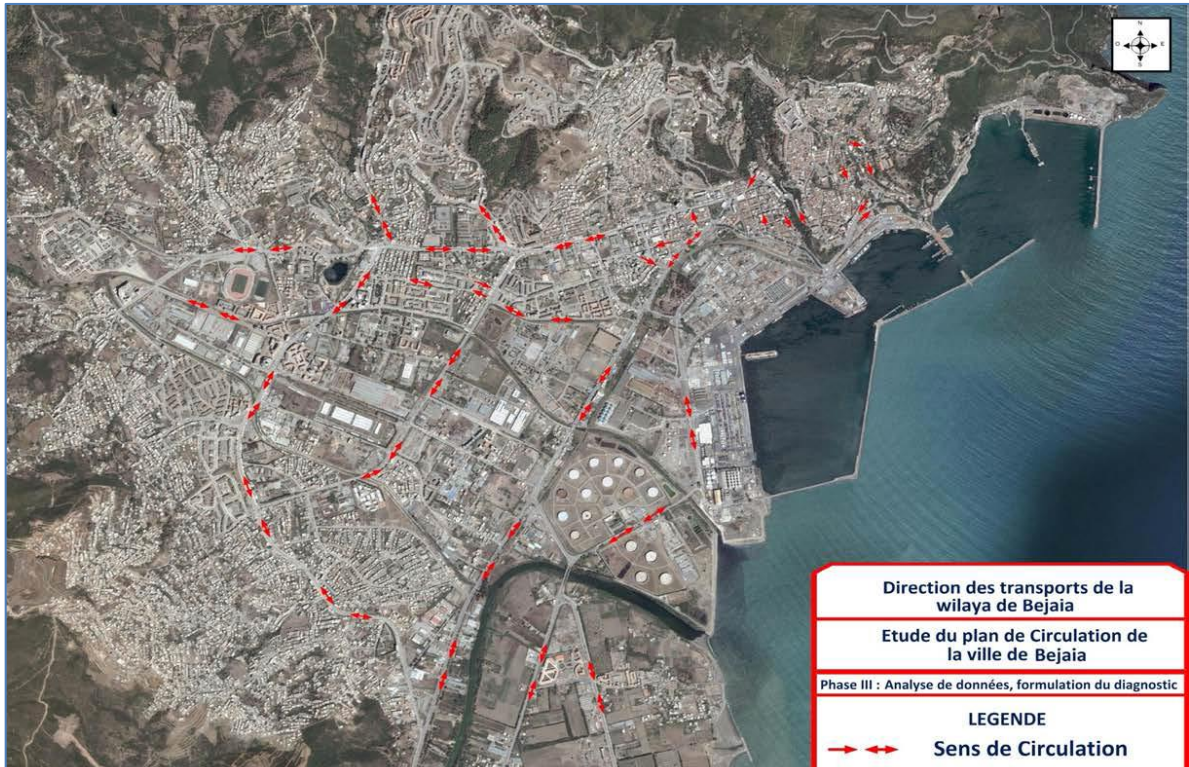 N
O E
S
Direction des transports de la
wilaya de Bejaia
Etude du plan de Circulation de
la ville de Bejaia
Phase III : Analyse de données, formulation du diagnostic
LEGENDE
Sens de Circulation